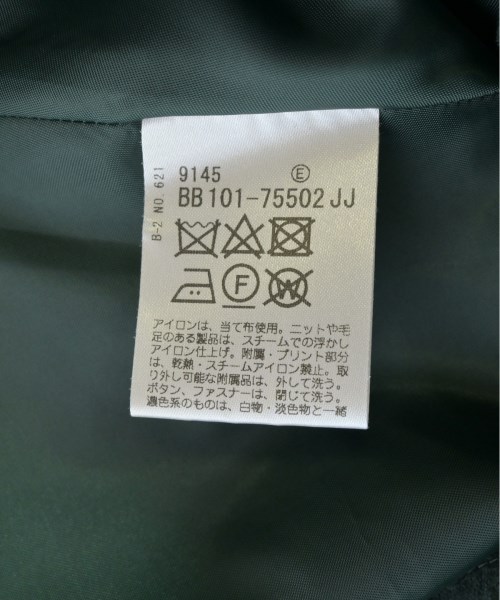 B-2 NO. 621
9145 Ⓔ
BB 101-75502 JJ
F
W
アイロンは、当て布使用。ニットや毛
足のある製品は、スチームでの浮かし
アイロン仕上げ。附属・プリント部分
は、乾熱・スチームアイロン禁止。取
り外し可能な附属品は、外して洗う。
ボタン、ファスナーは、閉じて洗う。
濃色系のものは、白物・淡色物と一緒